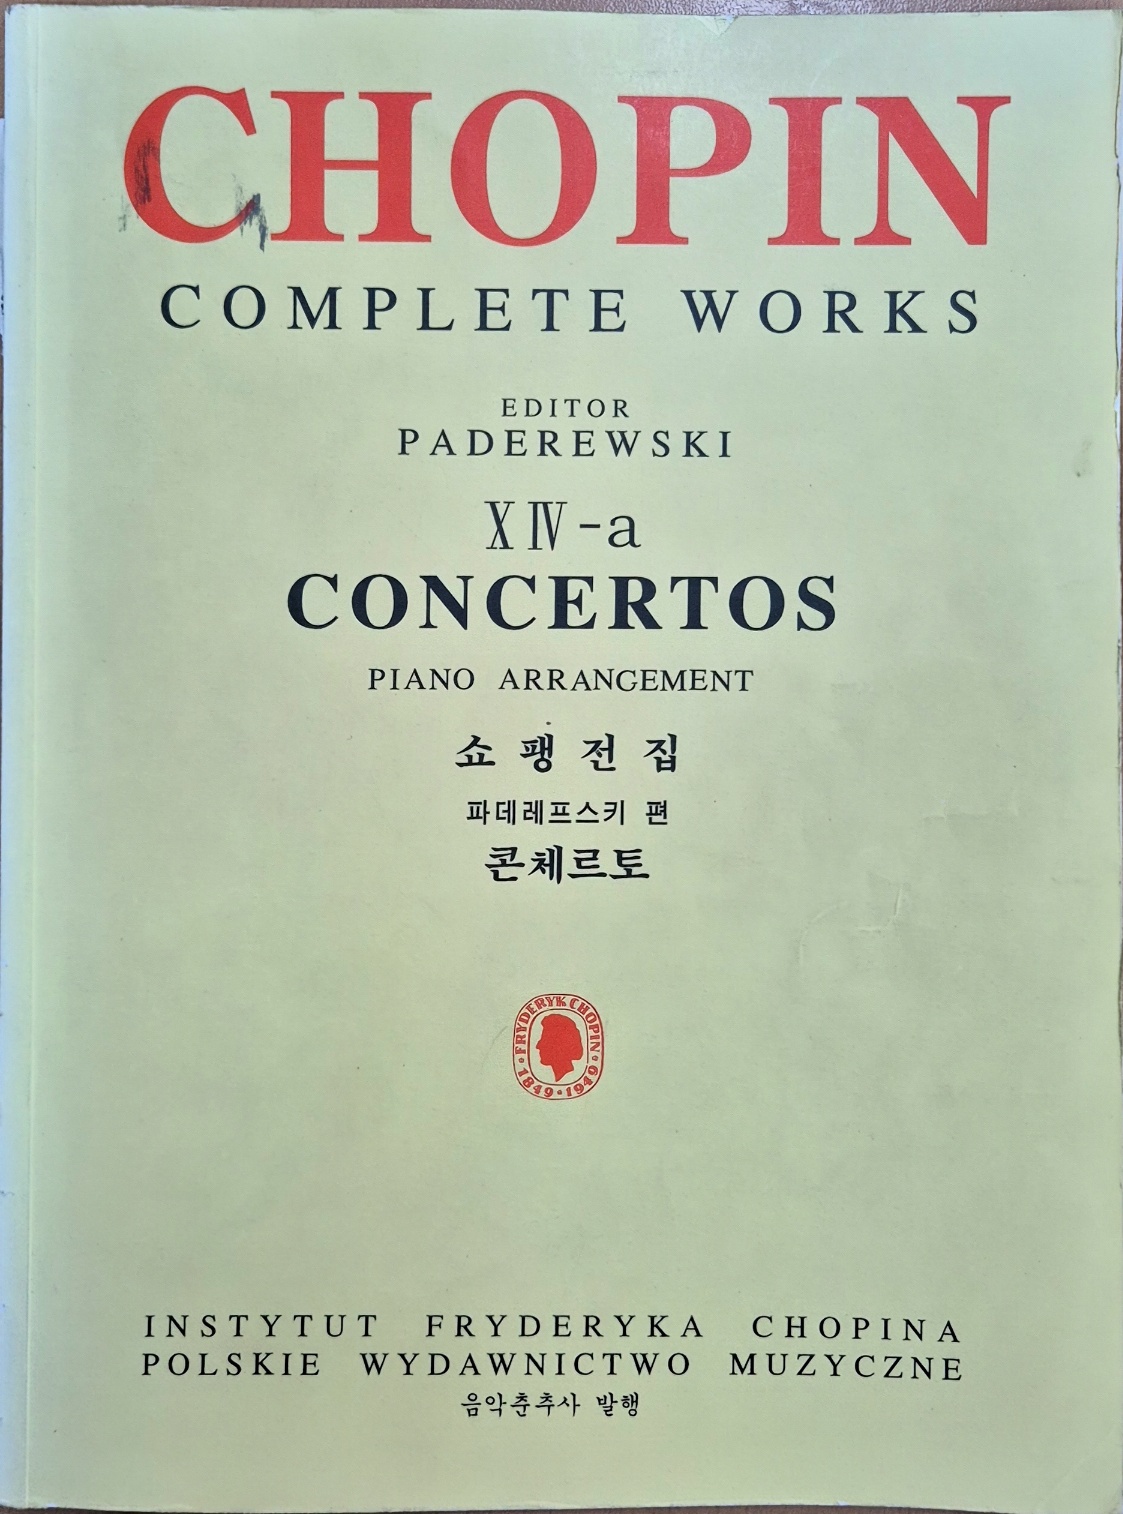 CHOPIN
COMPLETE WORKS
EDITOR
PADEREWSKI
XIV-a
CONCERTOS
PIANO ARRANGEMENT
쇼팽전집
파데레프스키 편
콘체르토
FRYDERYK CHOPIN
1849 • 1949
INSTYTUT FRYDERYKA CHOPINA
POLSKIE WYDAWNICTWO MUZYCZNE
음악춘추사 발행